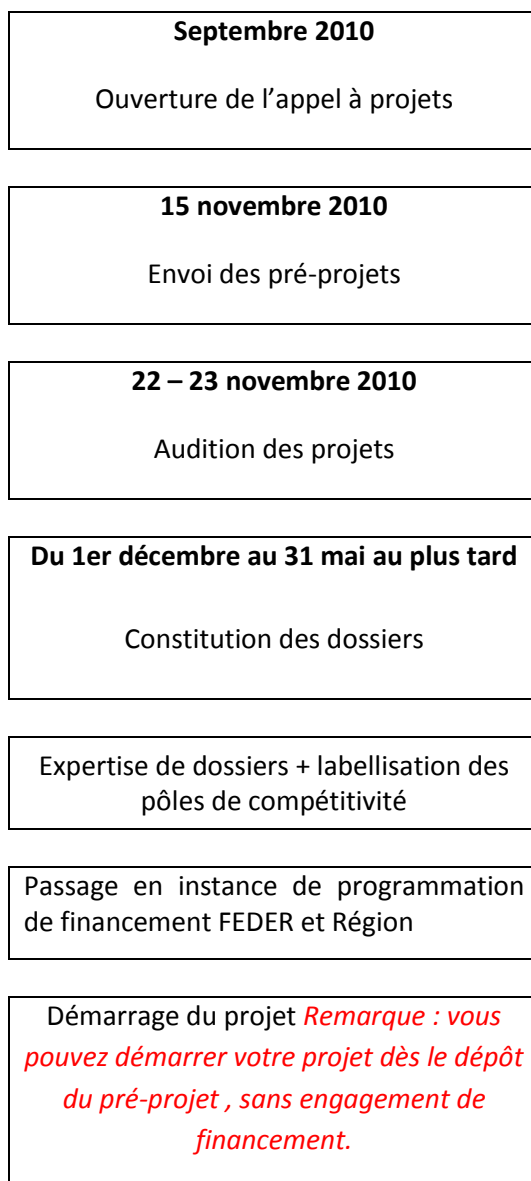 Septembre 2010
Ouverture de l’appel à projets
15 novembre 2010
Envoi des pré-projets
22 – 23 novembre 2010
Audition des projets
Du 1er décembre au 31 mai au plus tard
Constitution des dossiers
Expertise de dossiers + labellisation des
pôles de compétitivité
Passage en instance de programmation
de financement FEDER et Région
Démarrage du projet Remarque : vous
pouvez démarrer votre projet dès le dépôt
du pré-projet , sans engagement de
financement.